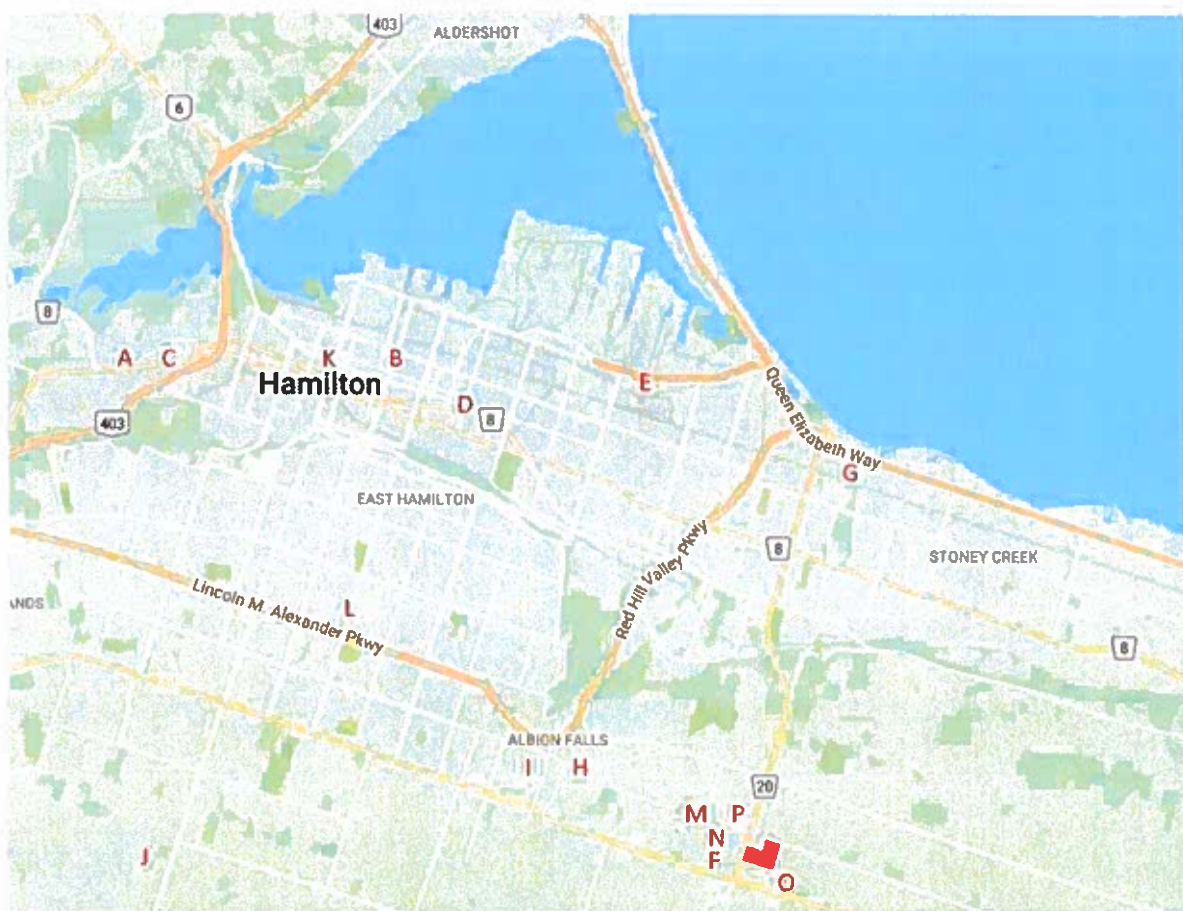 403
ALDERSHOT
6
8
A
C
K
B
Hamilton
E
D
8
403
Queen Elizabeth Way
G
EAST HAMILTON
Red Hill Valley Pkwy
8
STONEY CREEK
Lincoln M. Alexander Pkwy
ANDS
L
8
ALBION FALLS
I
H
20
M
P
N
J
F
O